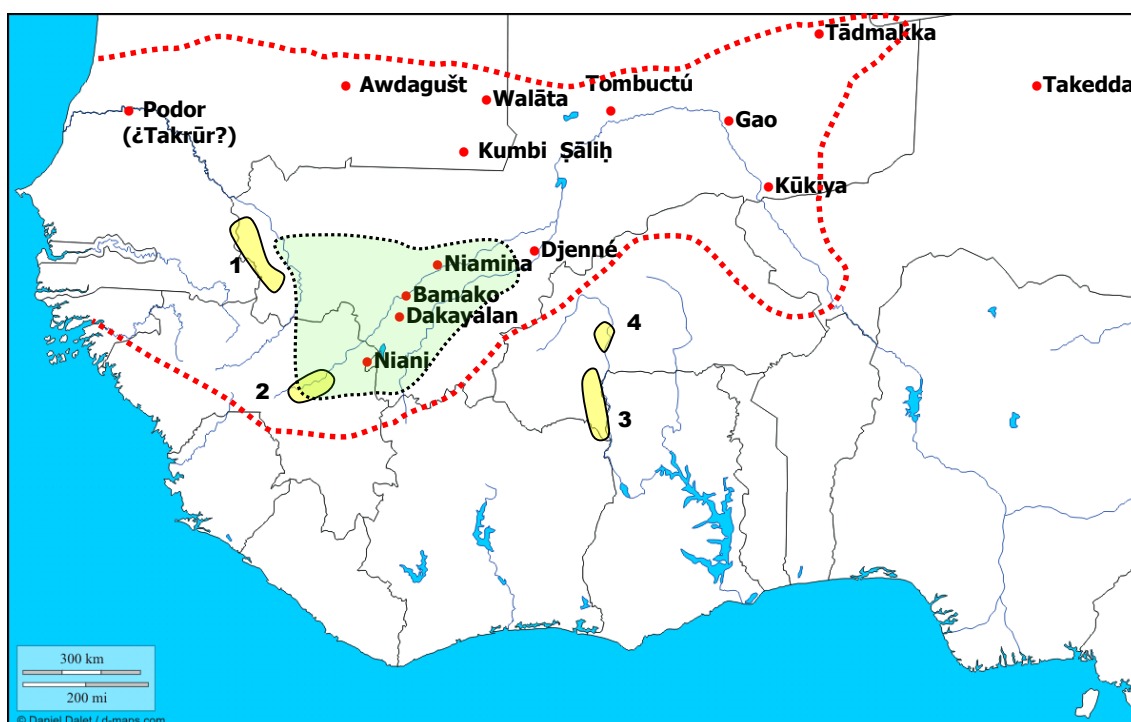 Tādmakka
Awdagušt
Walāta
Tombuctú
Takedda
Podor
(¿Takrūr?)
Gao
Kumbi Ṣāliḥ
Kūkiya
Djenné
1
Niamina
Bamako
Dakayalan
4
Niani
2
3
300 km
200 mi
© Daniel Dalet / d-maps.com